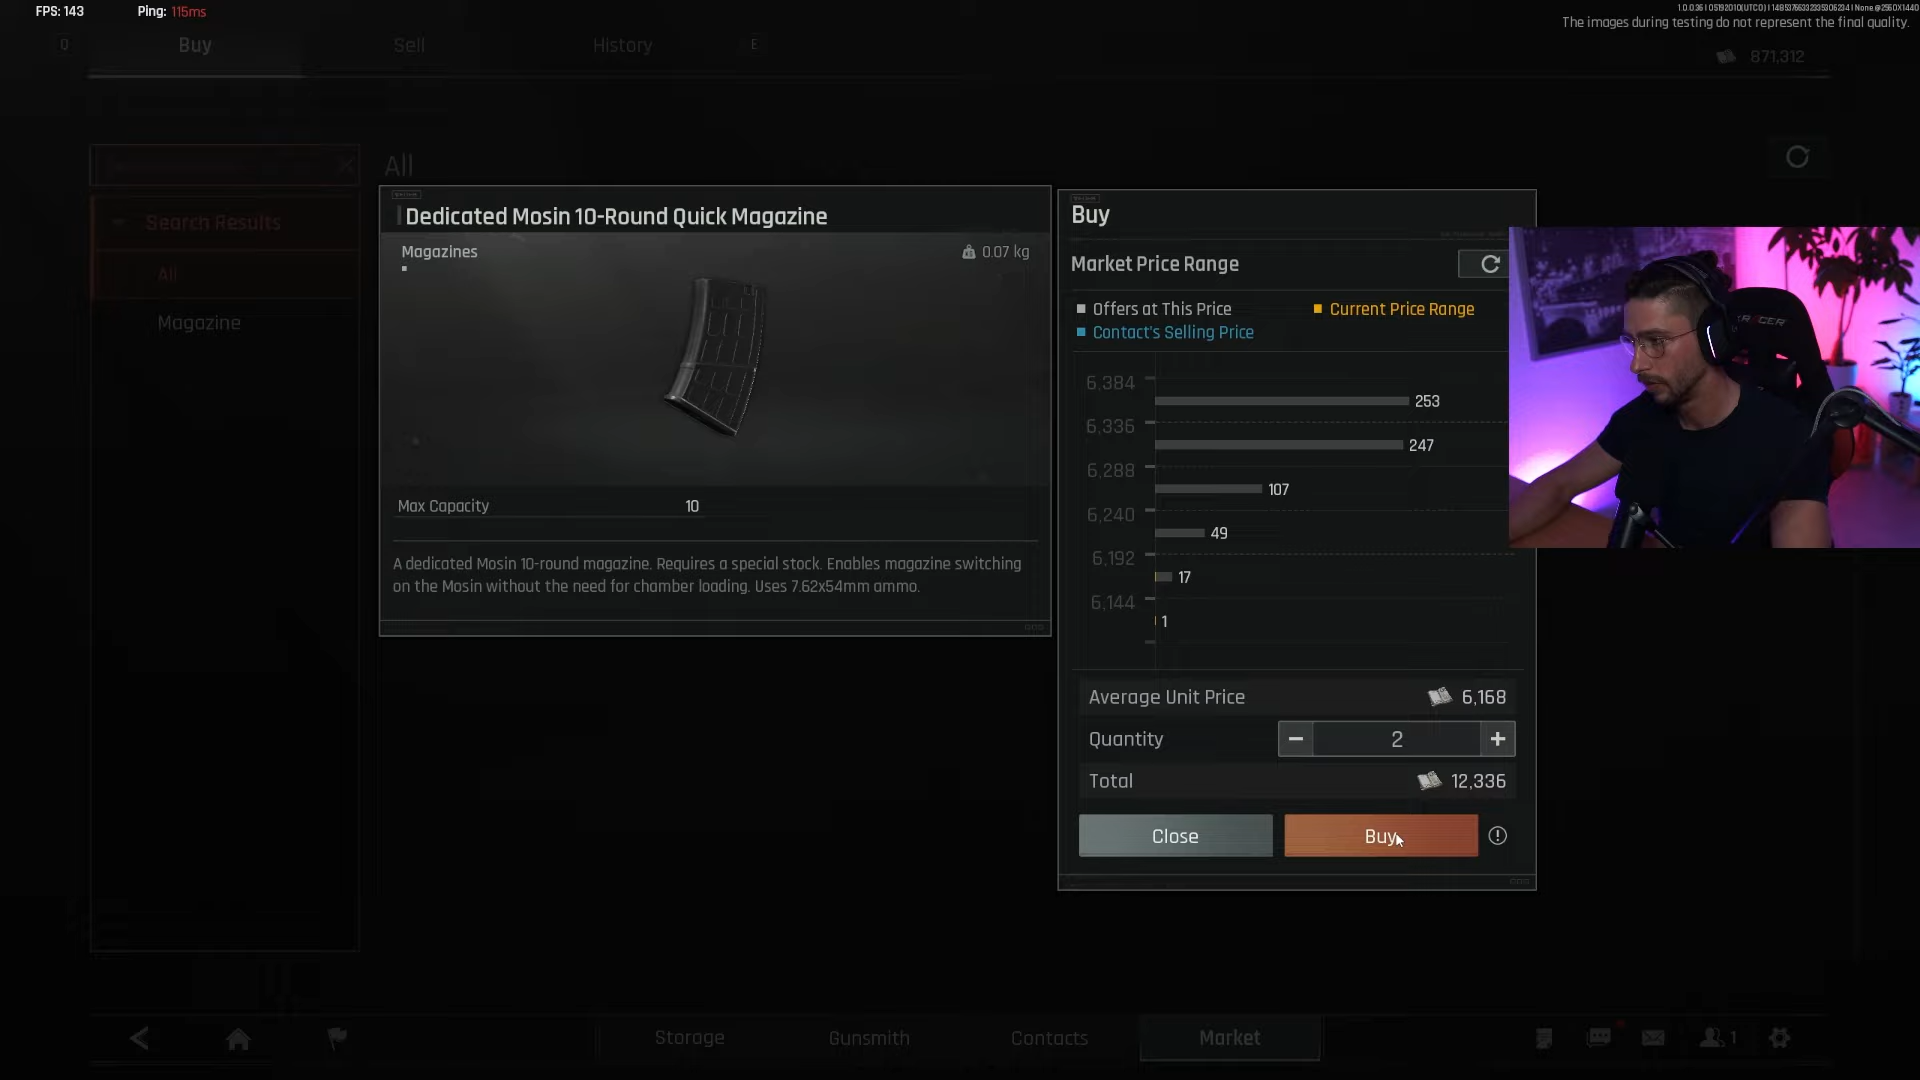 FPS: 143
Ping: 115ms
The images during testing do not represent the final quality.
Q
Buy
Sell
History
E
871,312
All
Search Results
All
Magazine
Dedicated Mosin 10-Round Quick Magazine
Magazines
0.07 kg
Max Capacity
10
A dedicated Mosin 10-round magazine. Requires a special stock. Enables magazine switching
on the Mosin without the need for chamber loading. Uses 7.62x54mm ammo.
Buy
Market Price Range
Offers at This Price
Current Price Range
Contact's Selling Price
6,384
253
6,336
247
6,288
107
6,240
49
6,192
17
6,144
1
Average Unit Price
6,168
Quantity
2
Total
12,336
Close
Buy
Storage
Gunsmith
Contacts
Market
1